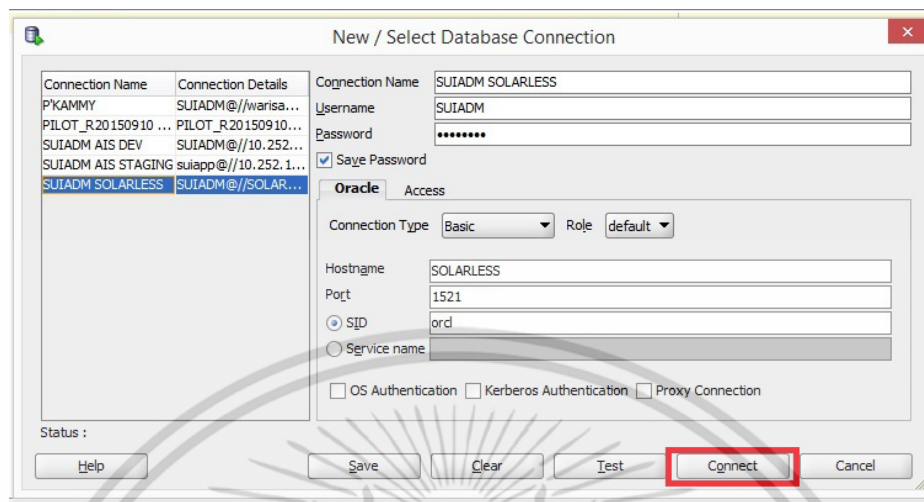 New / Select Database Connection
Connection Name Connection Details
P'KAMMY SUIADM@//warisa...
PILOT_R20150910 ... PILOT_R20150910...
SUIADM AIS DEV SUIADM@//10.252...
SUIADM AIS STAGING suiapp@//10.252.1...
SUIADM SOLARLESS SUIADM@//SOLAR...
Connection Name SUIADM SOLARLESS
Username SUIADM
Password ••••••••
Save Password
Oracle Access
Connection Type Basic Role default
Hostname SOLARLESS
Port 1521
SID orcl
Service name
OS Authentication Kerberos Authentication Proxy Connection
Status :
Help Save Clear Test Connect Cancel